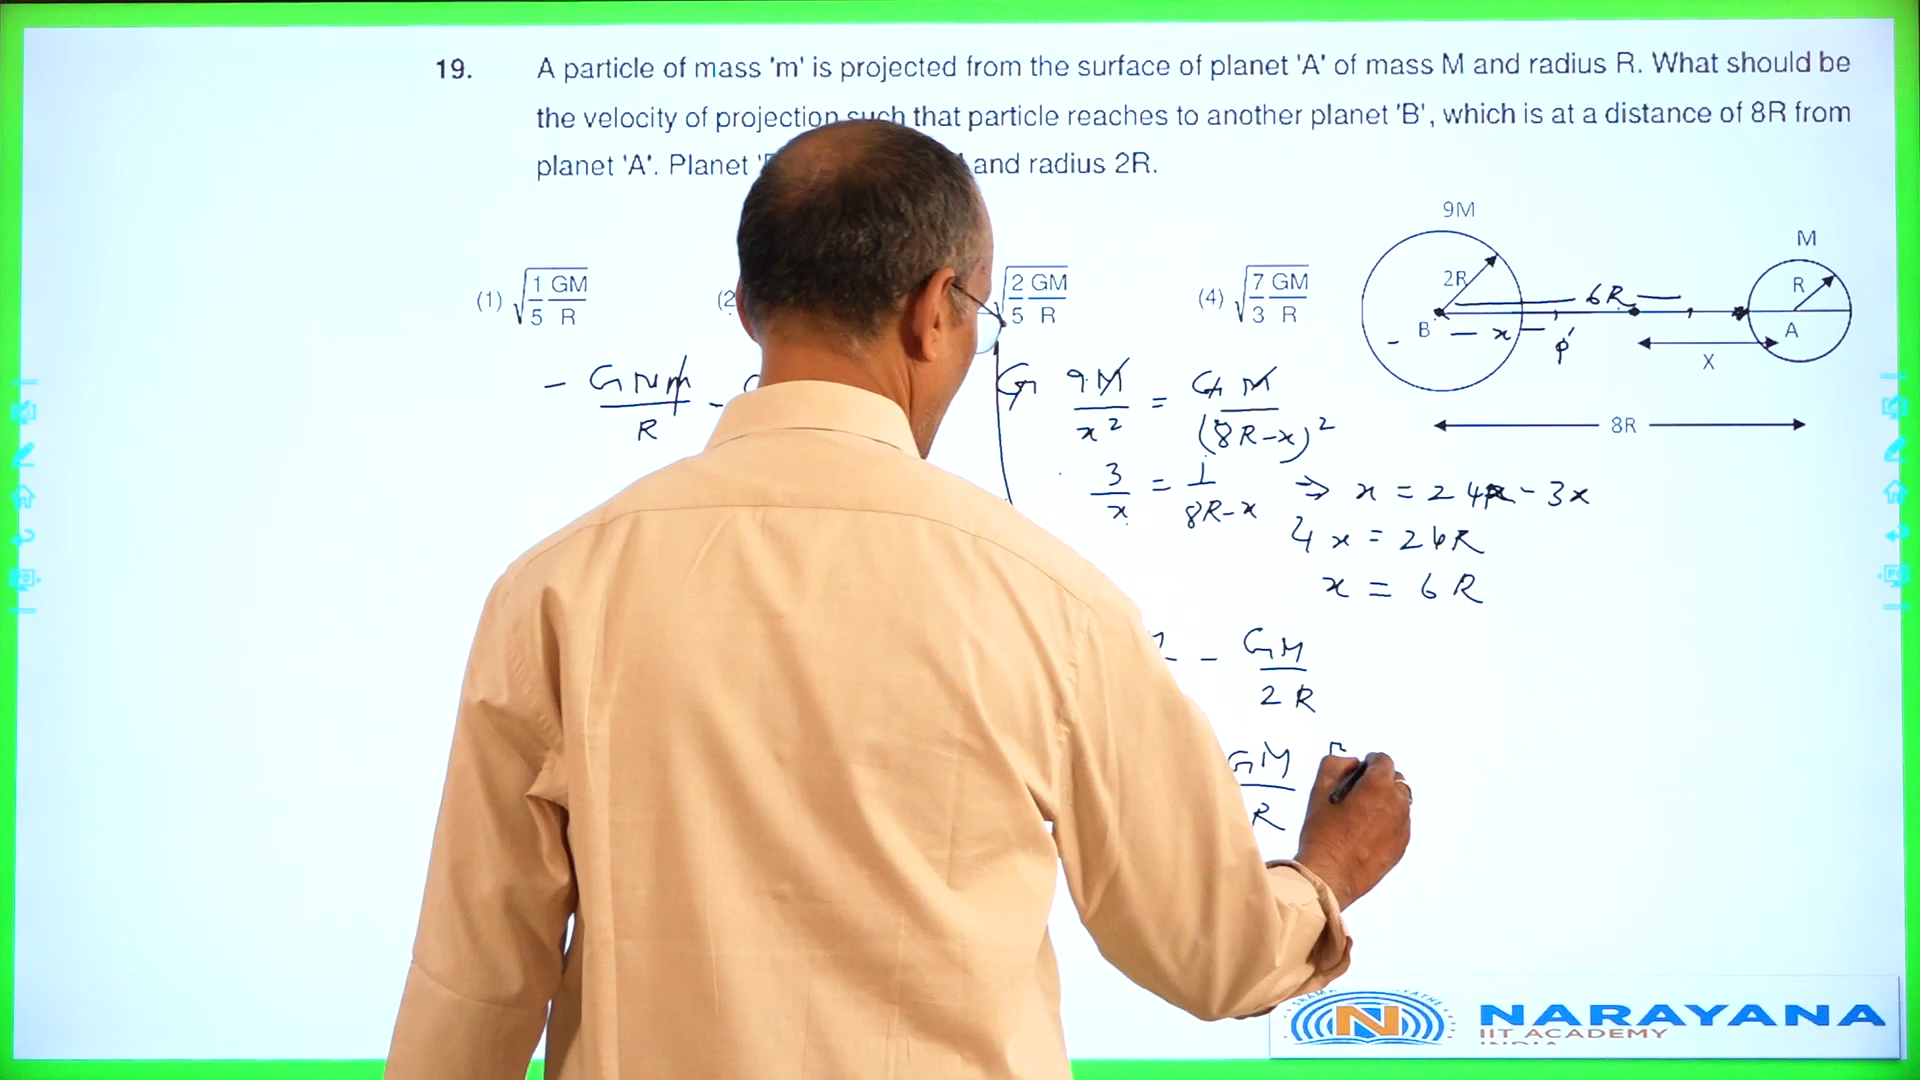 19. A particle of mass 'm' is projected from the surface of planet 'A' of mass M and radius R. What should be
the velocity of projection such that particle reaches to another planet 'B', which is at a distance of 8R from
planet 'A'. Planet and radius 2R.
9M
M
2R
R
6R
B
x
A
X
8R
(1) √(1/5 GM/R) (2 √(2/5 GM/R) (4) √(7/3 GM/R)
- GMm/R -
G 9M/x² = GM/(8R-x)²
3/x = 1/(8R-x) ⇒ x = 24R - 3x
4x = 24R
x = 6R
- GM/2R
GM/R
NARAYANA
IIT ACADEMY
INDIA